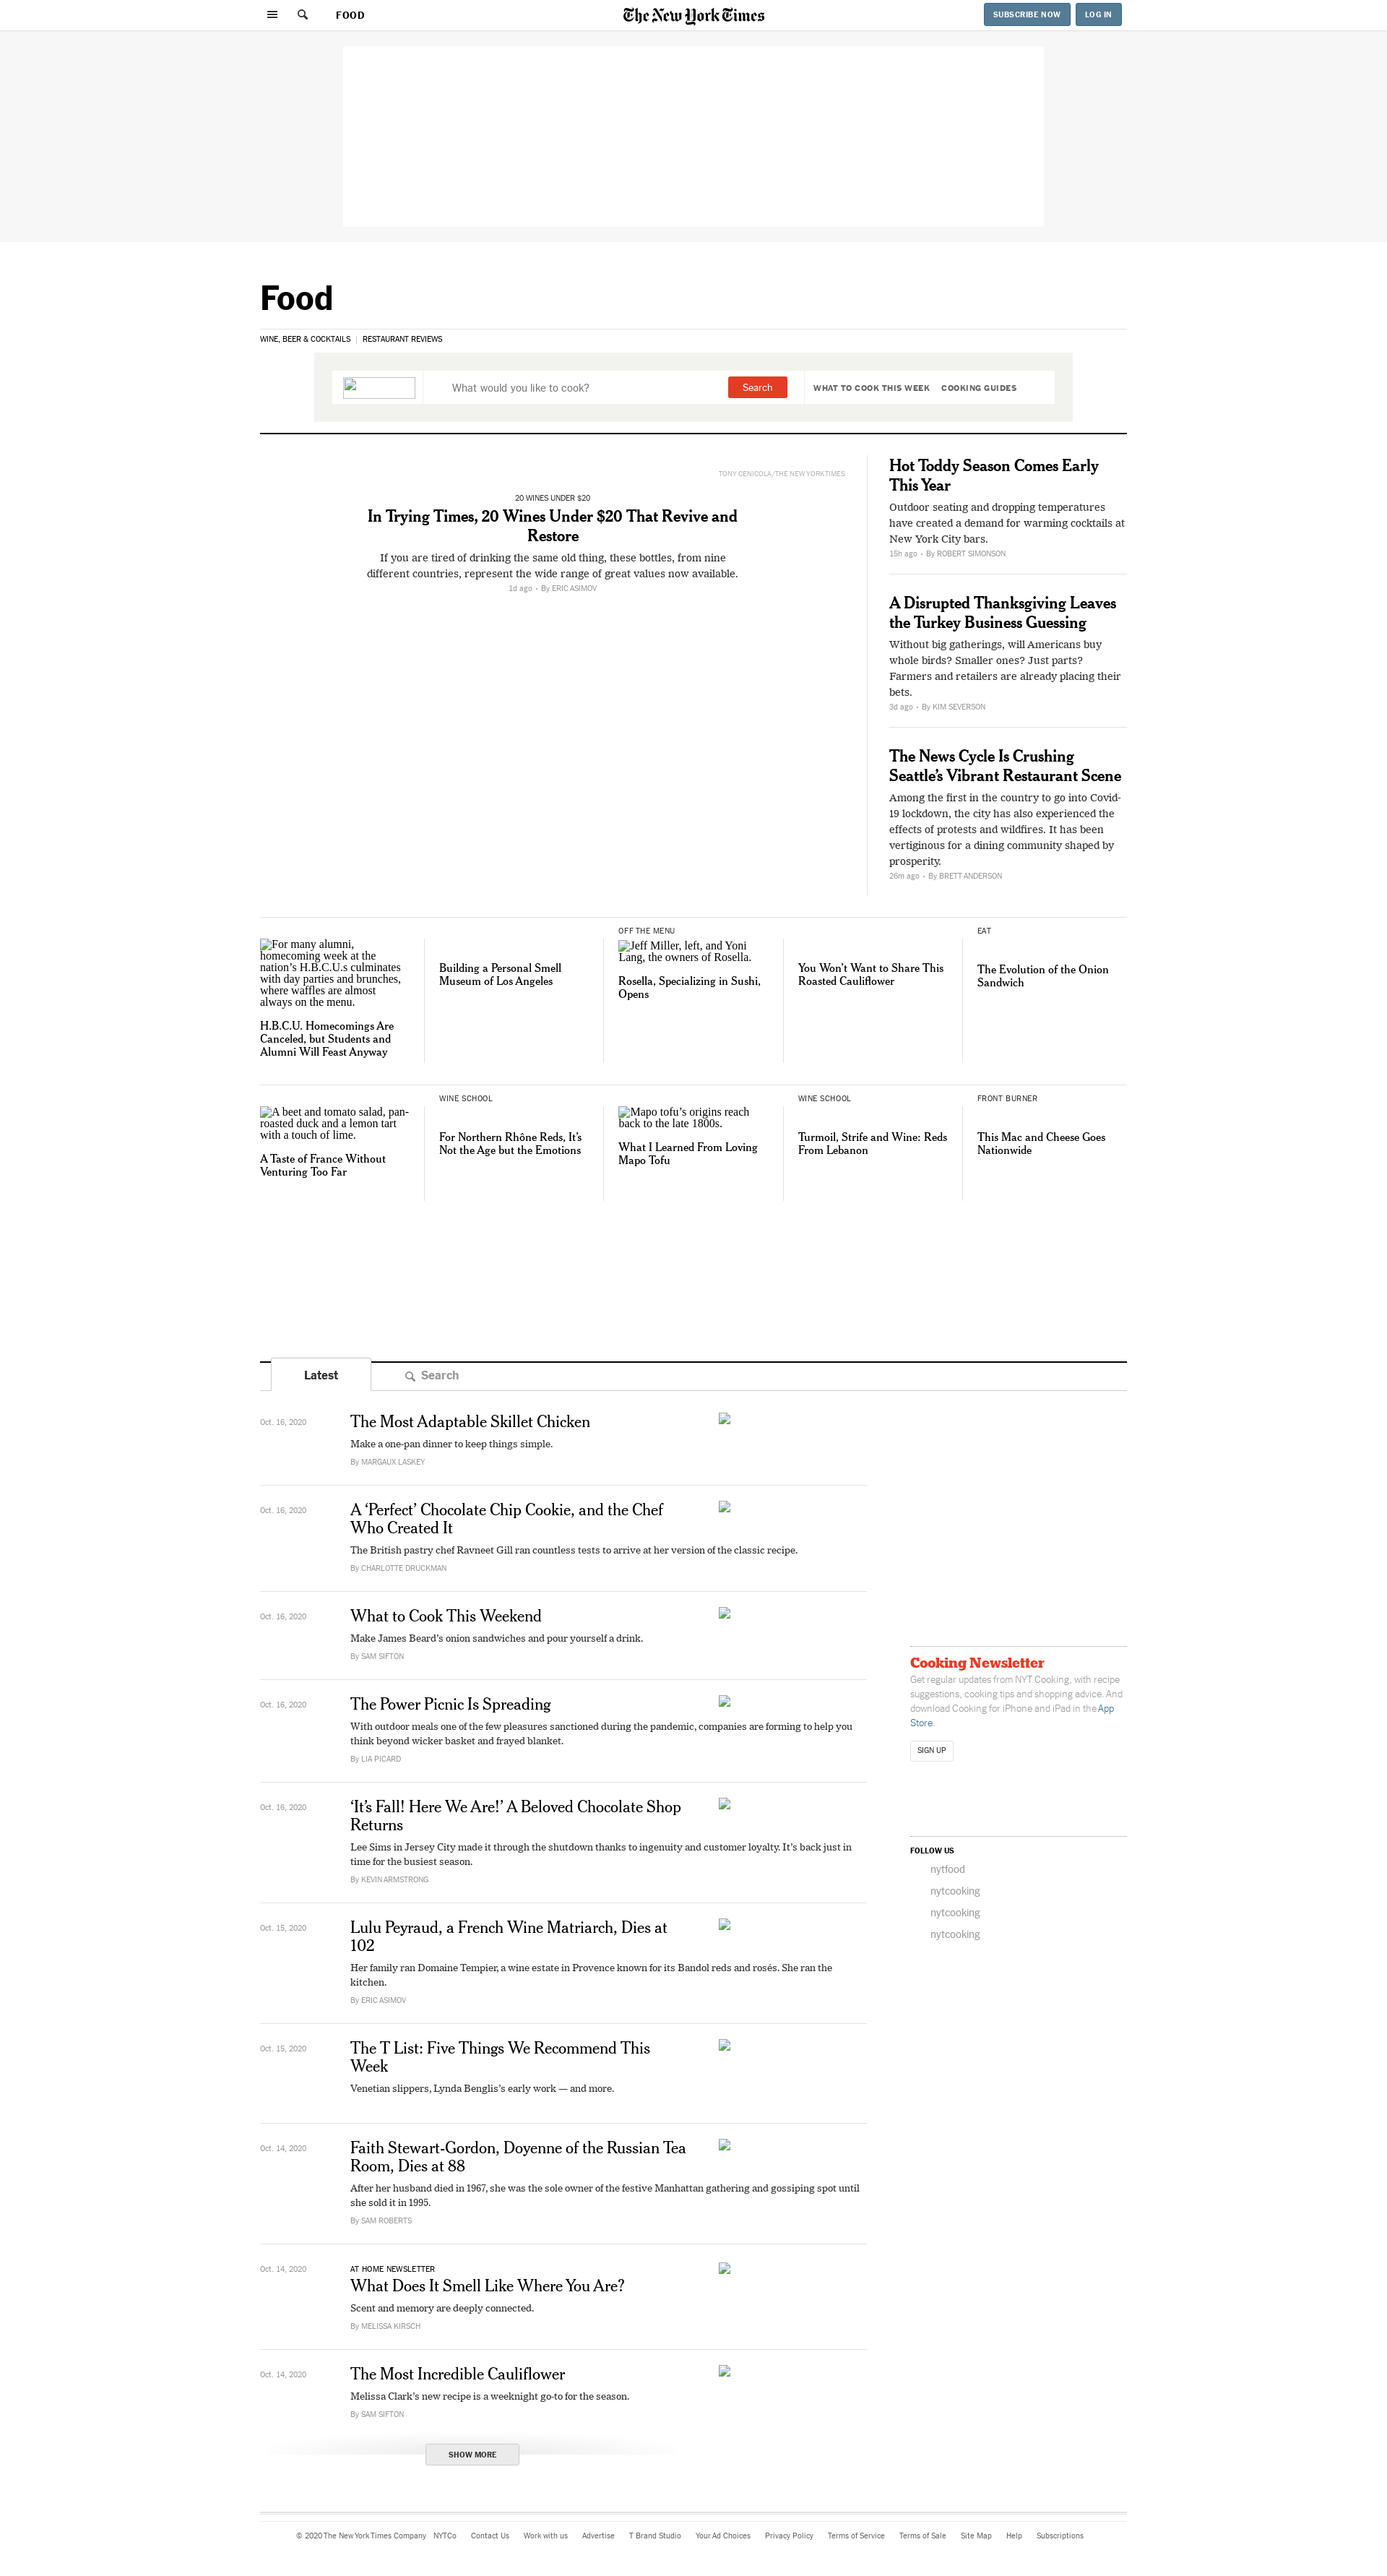 FOOD
The New York Times
SUBSCRIBE NOW
LOG IN
Food
WINE, BEER & COCKTAILS
RESTAURANT REVIEWS
What would you like to cook?
Search
WHAT TO COOK THIS WEEK
COOKING GUIDES
TONY CENICOLA/THE NEW YORK TIMES
20 WINES UNDER $20
In Trying Times, 20 Wines Under $20 That Revive and
Restore
If you are tired of drinking the same old thing, these bottles, from nine
different countries, represent the wide range of great values now available.
1d ago • By ERIC ASIMOV
Hot Toddy Season Comes Early
This Year
Outdoor seating and dropping temperatures
have created a demand for warming cocktails at
New York City bars.
15h ago • By ROBERT SIMONSON
A Disrupted Thanksgiving Leaves
the Turkey Business Guessing
Without big gatherings, will Americans buy
whole birds? Smaller ones? Just parts?
Farmers and retailers are already placing their
bets.
3d ago • By KIM SEVERSON
The News Cycle Is Crushing
Seattle’s Vibrant Restaurant Scene
Among the first in the country to go into Covid-
19 lockdown, the city has also experienced the
effects of protests and wildfires. It has been
vertiginous for a dining community shaped by
prosperity.
26m ago • By BRETT ANDERSON
For many alumni,
homecoming week at the
nation’s H.B.C.U.s culminates
with day parties and brunches,
where waffles are almost
always on the menu.
H.B.C.U. Homecomings Are
Canceled, but Students and
Alumni Will Feast Anyway
Building a Personal Smell
Museum of Los Angeles
OFF THE MENU
Jeff Miller, left, and Yoni
Lang, the owners of Rosella.
Rosella, Specializing in Sushi,
Opens
You Won’t Want to Share This
Roasted Cauliflower
EAT
The Evolution of the Onion
Sandwich
A beet and tomato salad, pan-
roasted duck and a lemon tart
with a touch of lime.
A Taste of France Without
Venturing Too Far
WINE SCHOOL
For Northern Rhône Reds, It’s
Not the Age but the Emotions
Mapo tofu’s origins reach
back to the late 1800s.
What I Learned From Loving
Mapo Tofu
WINE SCHOOL
Turmoil, Strife and Wine: Reds
From Lebanon
FRONT BURNER
This Mac and Cheese Goes
Nationwide
Latest
Search
Oct. 16, 2020
The Most Adaptable Skillet Chicken
Make a one-pan dinner to keep things simple.
By MARGAUX LASKEY
Oct. 16, 2020
A ‘Perfect’ Chocolate Chip Cookie, and the Chef
Who Created It
The British pastry chef Ravneet Gill ran countless tests to arrive at her version of the classic recipe.
By CHARLOTTE DRUCKMAN
Oct. 16, 2020
What to Cook This Weekend
Make James Beard’s onion sandwiches and pour yourself a drink.
By SAM SIFTON
Oct. 16, 2020
The Power Picnic Is Spreading
With outdoor meals one of the few pleasures sanctioned during the pandemic, companies are forming to help you
think beyond wicker basket and frayed blanket.
By LIA PICARD
Oct. 16, 2020
‘It’s Fall! Here We Are!’ A Beloved Chocolate Shop
Returns
Lee Sims in Jersey City made it through the shutdown thanks to ingenuity and customer loyalty. It’s back just in
time for the busiest season.
By KEVIN ARMSTRONG
Oct. 15, 2020
Lulu Peyraud, a French Wine Matriarch, Dies at
102
Her family ran Domaine Tempier, a wine estate in Provence known for its Bandol reds and rosés. She ran the
kitchen.
By ERIC ASIMOV
Oct. 15, 2020
The T List: Five Things We Recommend This
Week
Venetian slippers, Lynda Benglis’s early work — and more.
Oct. 14, 2020
Faith Stewart-Gordon, Doyenne of the Russian Tea
Room, Dies at 88
After her husband died in 1967, she was the sole owner of the festive Manhattan gathering and gossiping spot until
she sold it in 1995.
By SAM ROBERTS
Oct. 14, 2020
AT HOME NEWSLETTER
What Does It Smell Like Where You Are?
Scent and memory are deeply connected.
By MELISSA KIRSCH
Oct. 14, 2020
The Most Incredible Cauliflower
Melissa Clark’s new recipe is a weeknight go-to for the season.
By SAM SIFTON
SHOW MORE
Cooking Newsletter
Get regular updates from NYT Cooking, with recipe
suggestions, cooking tips and shopping advice. And
download Cooking for iPhone and iPad in the App
Store.
SIGN UP
FOLLOW US
nytfood
nytcooking
nytcooking
nytcooking
© 2020 The New York Times Company NYTCo Contact Us Work with us Advertise T Brand Studio Your Ad Choices Privacy Policy Terms of Service Terms of Sale Site Map Help Subscriptions